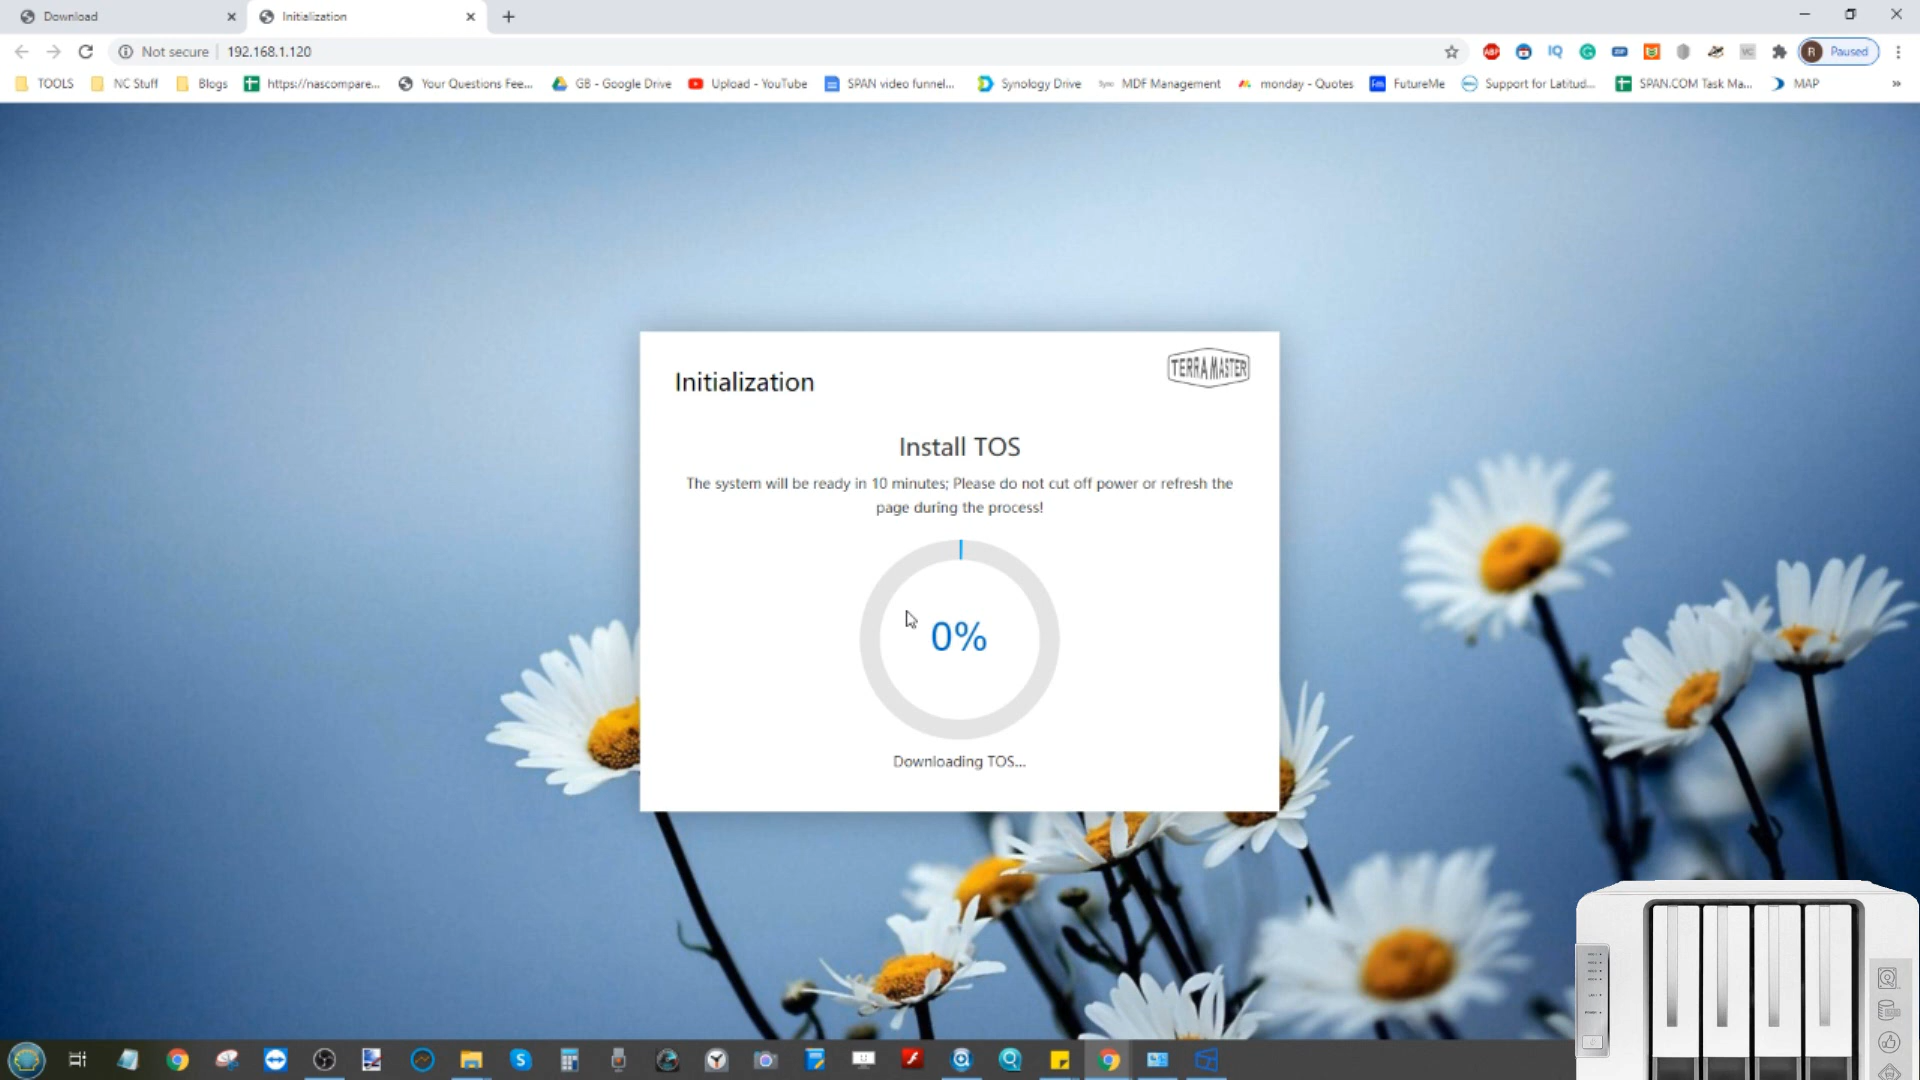 Download
Initialization
Not secure
192.168.1.120
ABP
IQ
R
Paused
TOOLS
NC Stuff
Blogs
https://nascompare...
Your Questions Fee...
GB - Google Drive
Upload - YouTube
SPAN video funnel...
Synology Drive
MDF Management
monday - Quotes
FutureMe
Support for Latitud...
SPAN.COM Task Ma...
MAP
Initialization
TERRAMASTER
Install TOS
The system will be ready in 10 minutes; Please do not cut off power or refresh the
page during the process!
0%
Downloading TOS...